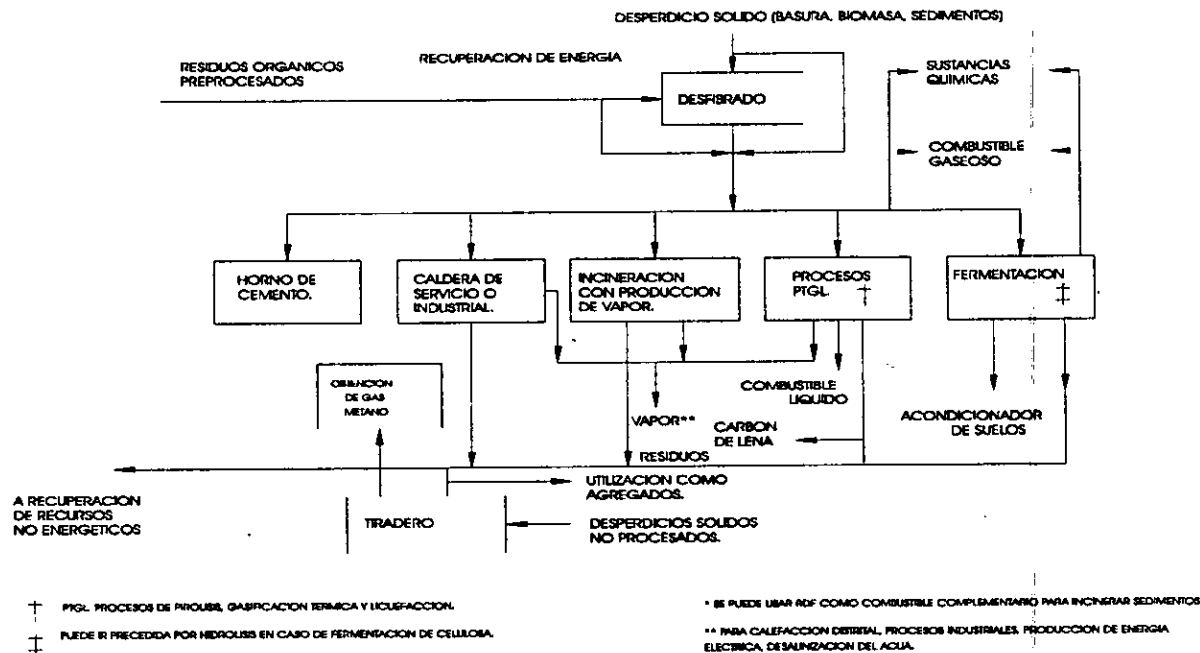 DESPERDICIO SOLIDO (BASURA, BIOMASA, SEDIMENTOS)
RECUPERACION DE ENERGIA
RESIDUOS ORGANICOS
PREPROCESADOS
SUSTANCIAS
QUIMICAS
DESFIBRADO
COMBUSTIBLE
GASEOSO
HORNO DE
CEMENTO.
CALDERA DE
SERVICIO O
INDUSTRIAL.
INCINERACION
CON PRODUCCION
DE VAPOR.
PROCESOS
PTGL. †
FERMENTACION
‡
OBTENCION
DE GAS
METANO
COMBUSTIBLE
LIQUIDO
VAPOR**
CARBON
DE LENA
ACONDICIONADOR
DE SUELOS
RESIDUOS
UTILIZACION COMO
AGREGADOS.
A RECUPERACION
DE RECURSOS
NO ENERGETICOS
TIRADERO
DESPERDICIOS SOLIDOS
NO PROCESADOS.
† PTGL. PROCESOS DE PIROLISIS, GASIFICACION TERMICA Y LICUEFACCION.
‡ PUEDE IR PRECEDIDA POR HIDROLISIS EN CASO DE FERMENTACION DE CELULOSA.
* SE PUEDE USAR RDF COMO COMBUSTIBLE COMPLEMENTARIO PARA INCINERAR SEDIMENTOS
** PARA CALEFACCION DISTRITAL, PROCESOS INDUSTRIALES, PRODUCCION DE ENERGIA
ELECTRICA, DESALINIZACION DEL AGUA.